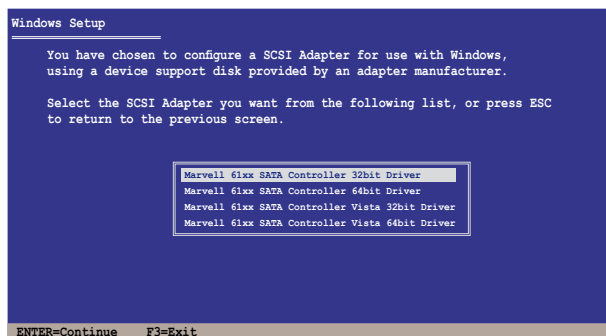 Windows Setup
You have chosen to configure a SCSI Adapter for use with Windows,
using a device support disk provided by an adapter manufacturer.
Select the SCSI Adapter you want from the following list, or press ESC
to return to the previous screen.
Marvell 61xx SATA Controller 32bit Driver
Marvell 61xx SATA Controller 64bit Driver
Marvell 61xx SATA Controller Vista 32bit Driver
Marvell 61xx SATA Controller Vista 64bit Driver
ENTER=Continue F3=Exit